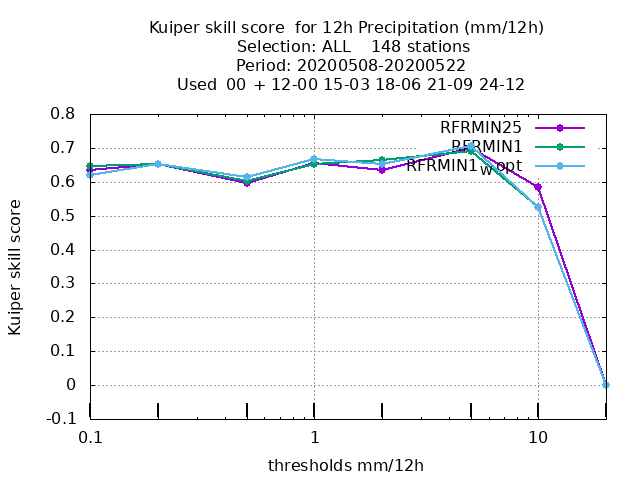 Kuiper skill score  for 12h Precipitation (mm/12h)
Selection: ALL    148 stations
Period: 20200508-20200522
Used  00  + 12-00 15-03 18-06 21-09 24-12
RFRMIN25
RFRMIN1
RFRMIN1wopt
0.8
0.7
0.6
0.5
0.4
0.3
0.2
0.1
0
-0.1
Kuiper skill score
0.1
1
10
thresholds mm/12h